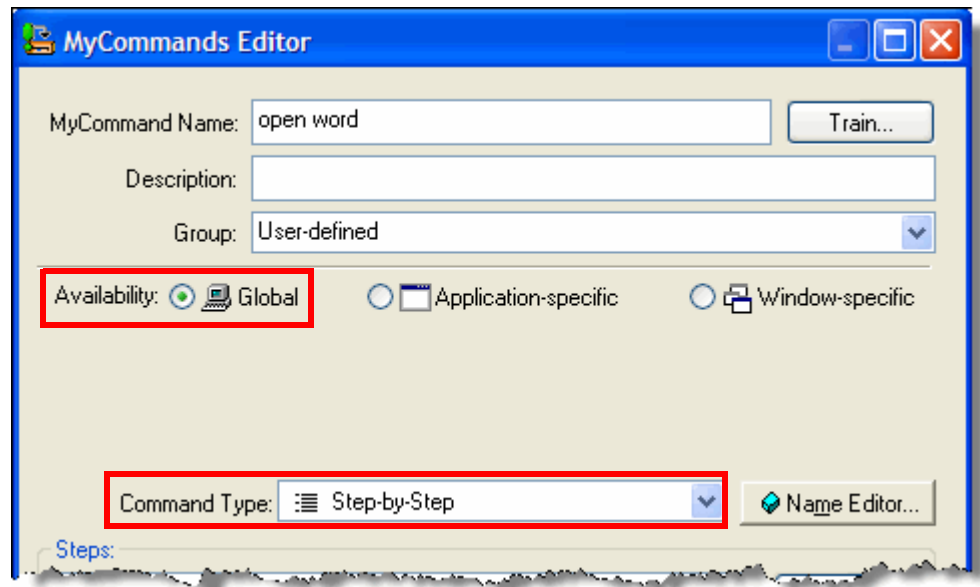 MyCommands Editor
MyCommand Name: open word Train...
Description:
Group: User-defined
Availability: Global Application-specific Window-specific
Command Type: Step-by-Step Name Editor...
Steps: